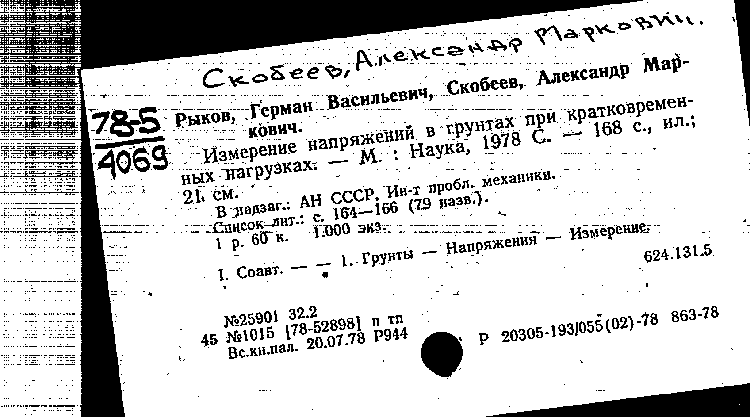 Скобеев, Александр Маркович.
78-5
4069
Рыков, Герман Васильевич, Скобеев, Александр Мар-
кович.
Измерение напряжений в грунтах при кратковремен-
ных нагрузках. — М. : Наука, 1978 С. — 168 с., ил.;
21 см.
В надзаг.: АН СССР, Ин-т пробл. механики.
Список лит.: с. 164—166 (79 назв.).
1 р. 60 к. 1.000 экз.
I. Соавт. — — 1. Грунты — Напряжения — Измерение.
624.131.5
№25901 32.2
45 №1015 [78-52898] п тп
Вс.кн.пал. 20.07.78 Р944
Р 20305-193/055(02)-78 863-78